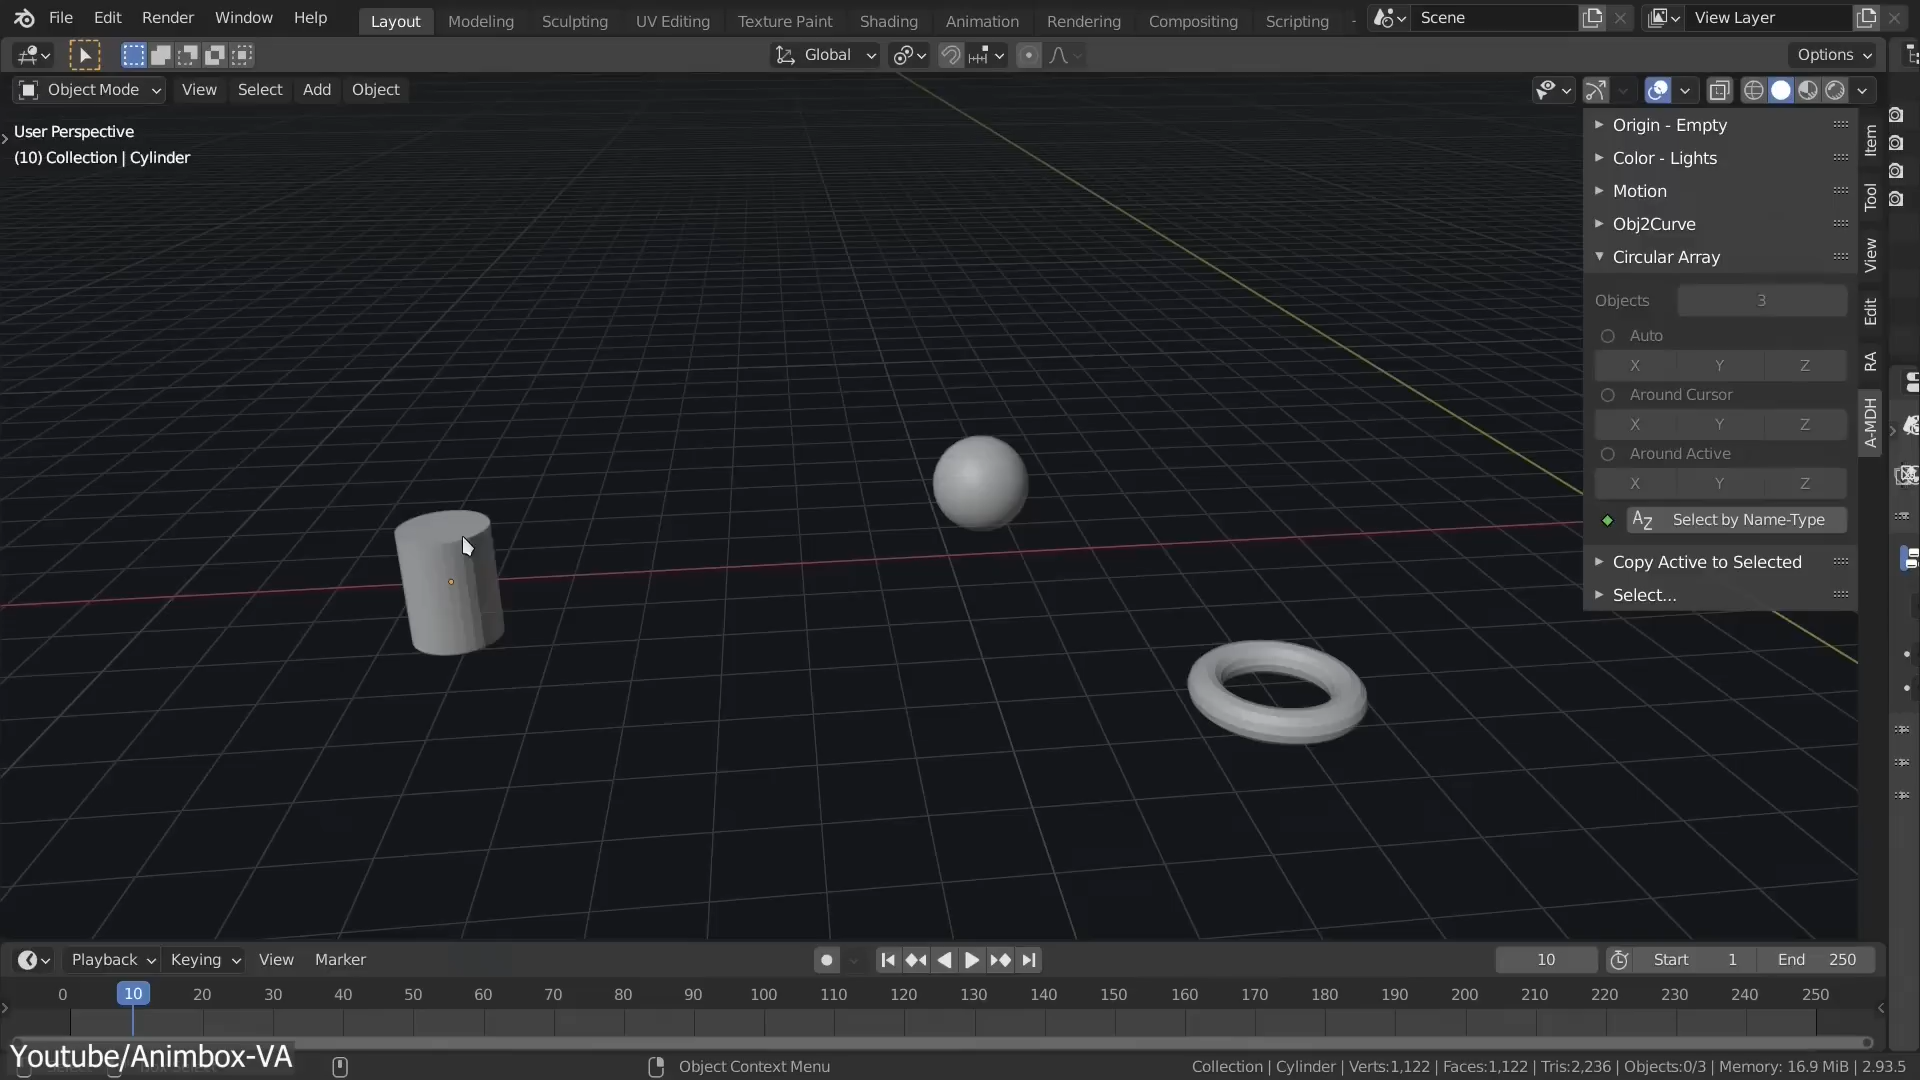 File Edit Render Window Help Layout Modeling Sculpting UV Editing Texture Paint Shading Animation Rendering Compositing Scripting Scene View Layer
Global Options
Object Mode View Select Add Object
User Perspective
(10) Collection | Cylinder
Origin - Empty
Color - Lights
Motion
Obj2Curve
Circular Array
Objects 3
Auto
X Y Z
Around Cursor
X Y Z
Around Active
X Y Z
AZ Select by Name-Type
Copy Active to Selected
Select...
Item
Tool
View
Edit
RA
A-MDH
Playback Keying View Marker 10 Start 1 End 250
0 10 20 30 40 50 60 70 80 90 100 110 120 130 140 150 160 170 180 190 200 210 220 230 240 250
Youtube/Animbox-VA
Object Context Menu Collection | Cylinder | Verts:1,122 | Faces:1,122 | Tris:2,236 | Objects:0/3 | Memory: 16.9 MiB | 2.93.5